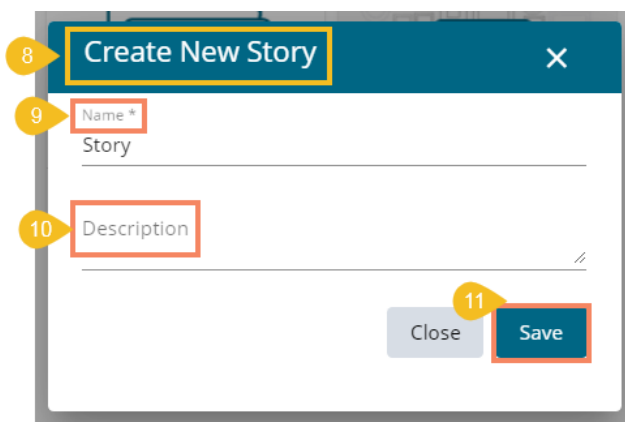 8 Create New Story
9 Name *
Story
10 Description
11
Close Save